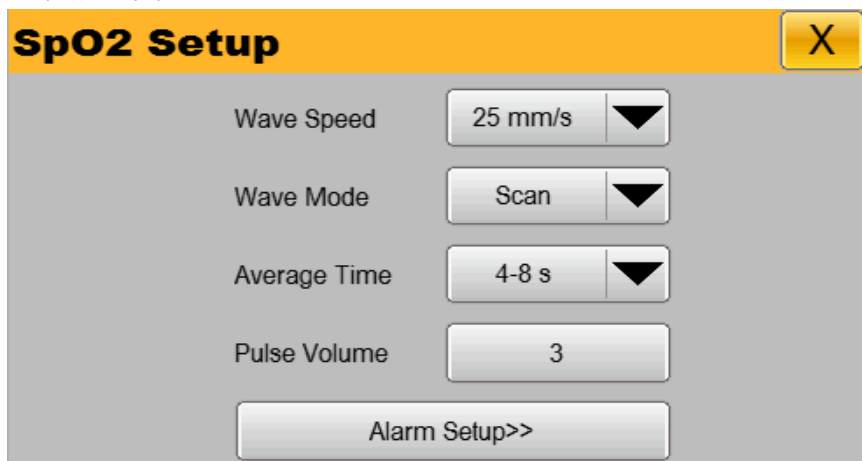 SpO2 Setup X
Wave Speed 25 mm/s
Wave Mode Scan
Average Time 4-8 s
Pulse Volume 3
Alarm Setup>>